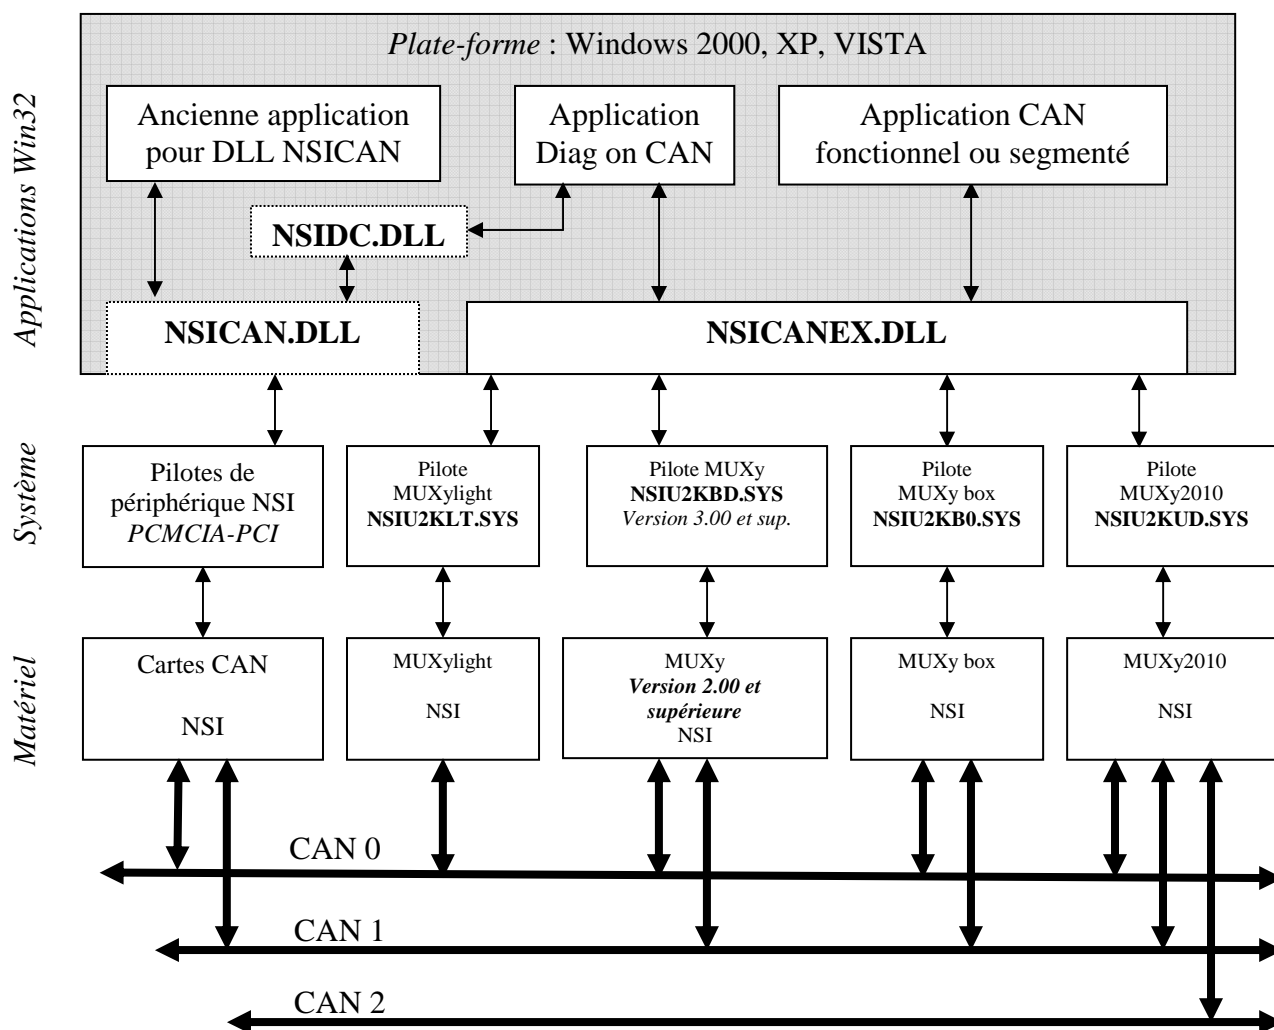 Plate-forme : Windows 2000, XP, VISTA
Applications Win32
Ancienne application
pour DLL NSICAN
Application
Diag on CAN
Application CAN
fonctionnel ou segmenté
NSIDC.DLL
NSICAN.DLL
NSICANEX.DLL
Système
Pilotes de
périphérique NSI
PCMCIA-PCI
Pilote
MUXylight
NSIU2KLT.SYS
Pilote MUXy
NSIU2KBD.SYS
Version 3.00 et sup.
Pilote
MUXy box
NSIU2KB0.SYS
Pilote
MUXy2010
NSIU2KUD.SYS
Matériel
Cartes CAN
NSI
MUXylight
NSI
MUXy
Version 2.00 et
supérieure
NSI
MUXy box
NSI
MUXy2010
NSI
CAN 0
CAN 1
CAN 2